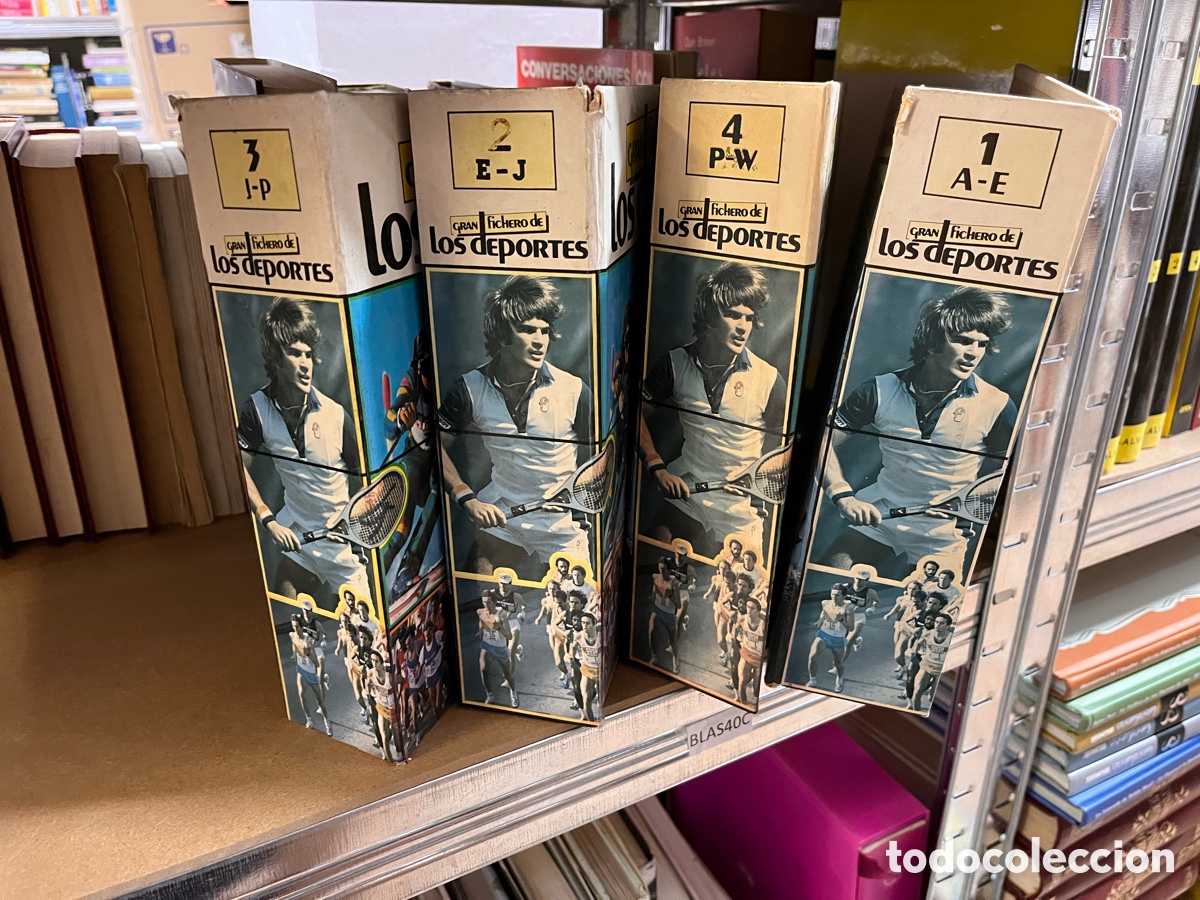 CONVERSACIONES CON
3
J-P
GRAN fichero de
los deportes
los
2
E-J
GRAN fichero de
los deportes
los
4
P-W
GRAN fichero de
los deportes
1
A-E
GRAN fichero de
los deportes
BLAS40C
todocoleccion